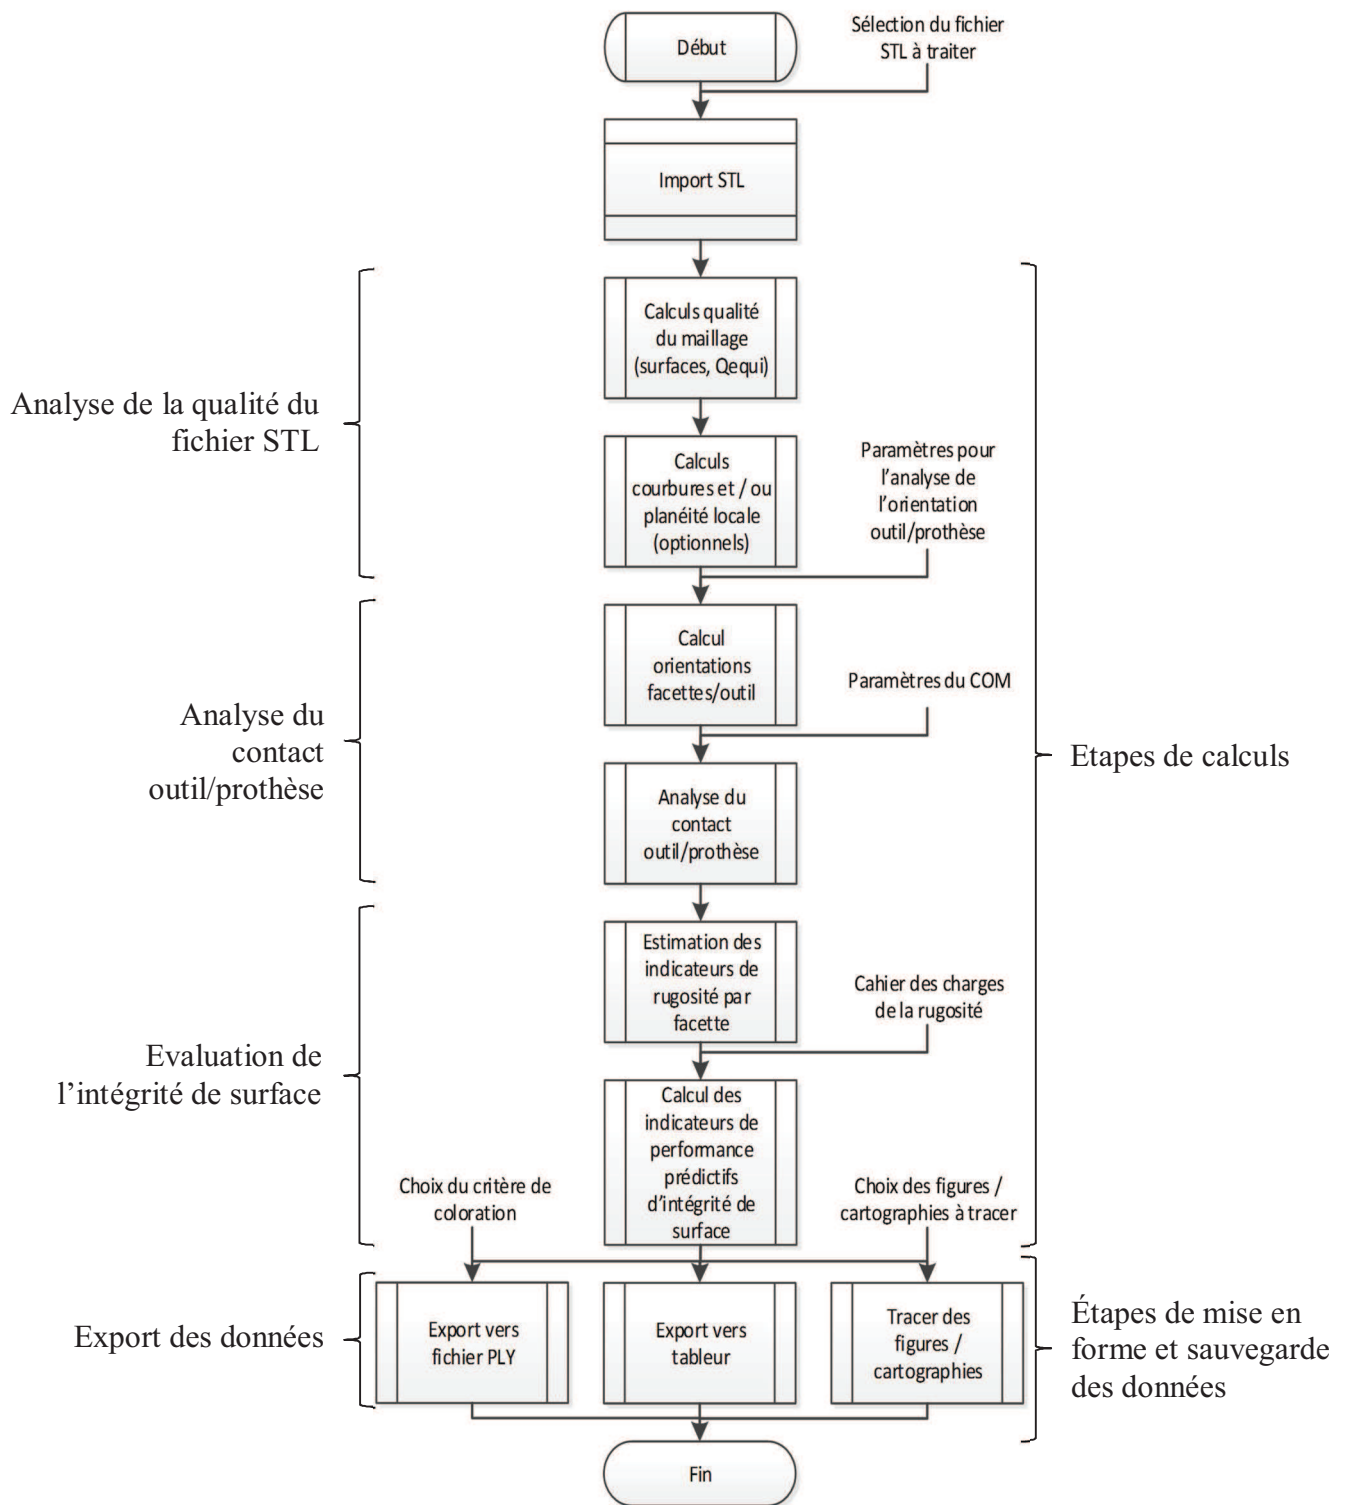 Début
Sélection du fichier
STL à traiter
Import STL
Analyse de la qualité du
fichier STL
Calculs qualité
du maillage
(surfaces, Qequi)
Calculs
courbures et / ou
planéité locale
(optionnels)
Paramètres pour
l'analyse de
l'orientation
outil/prothèse
Analyse du
contact
outil/prothèse
Calcul
orientations
facettes/outil
Paramètres du COM
Etapes de calculs
Analyse du
contact
outil/prothèse
Evaluation de
l'intégrité de surface
Estimation des
indicateurs de
rugosité par
facette
Cahier des charges
de la rugosité
Calcul des
indicateurs de
performance
prédictifs
d'intégrité de
surface
Choix du critère de
coloration
Choix des figures /
cartographies à tracer
Export des données
Export vers
fichier PLY
Export vers
tableur
Tracer des
figures /
cartographies
Étapes de mise en
forme et sauvegarde
des données
Fin